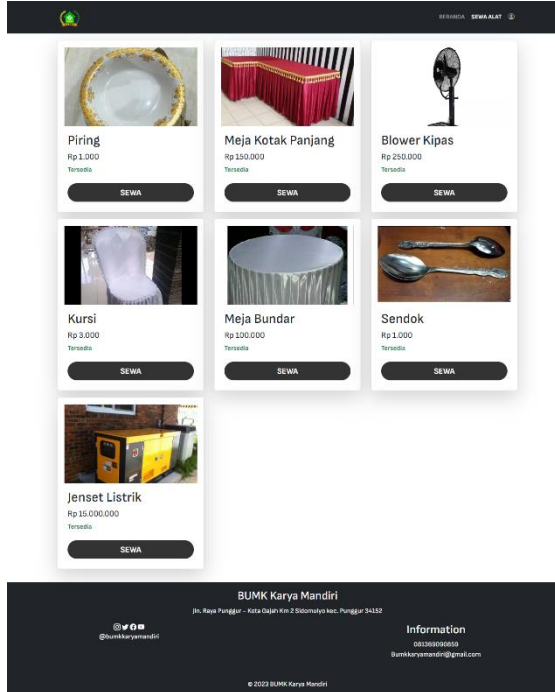 BERANDA SEWA ALAT
Piring
Rp 1.000
Tersedia
SEWA
Meja Kotak Panjang
Rp 150.000
Tersedia
SEWA
Blower Kipas
Rp 250.000
Tersedia
SEWA
Kursi
Rp 3.000
Tersedia
SEWA
Meja Bundar
Rp 100.000
Tersedia
SEWA
Sendok
Rp 1.000
Tersedia
SEWA
Jenset Listrik
Rp 15.000.000
Tersedia
SEWA
BUMK Karya Mandiri
Jln. Raya Punggur - Kota Gajah Km 2 Sidomulyo kec. Punggur 34152
@bumkkaryamandiri
Information
081369090859
Bumkkaryamandiri@gmail.com
© 2023 BUMK Karya Mandiri